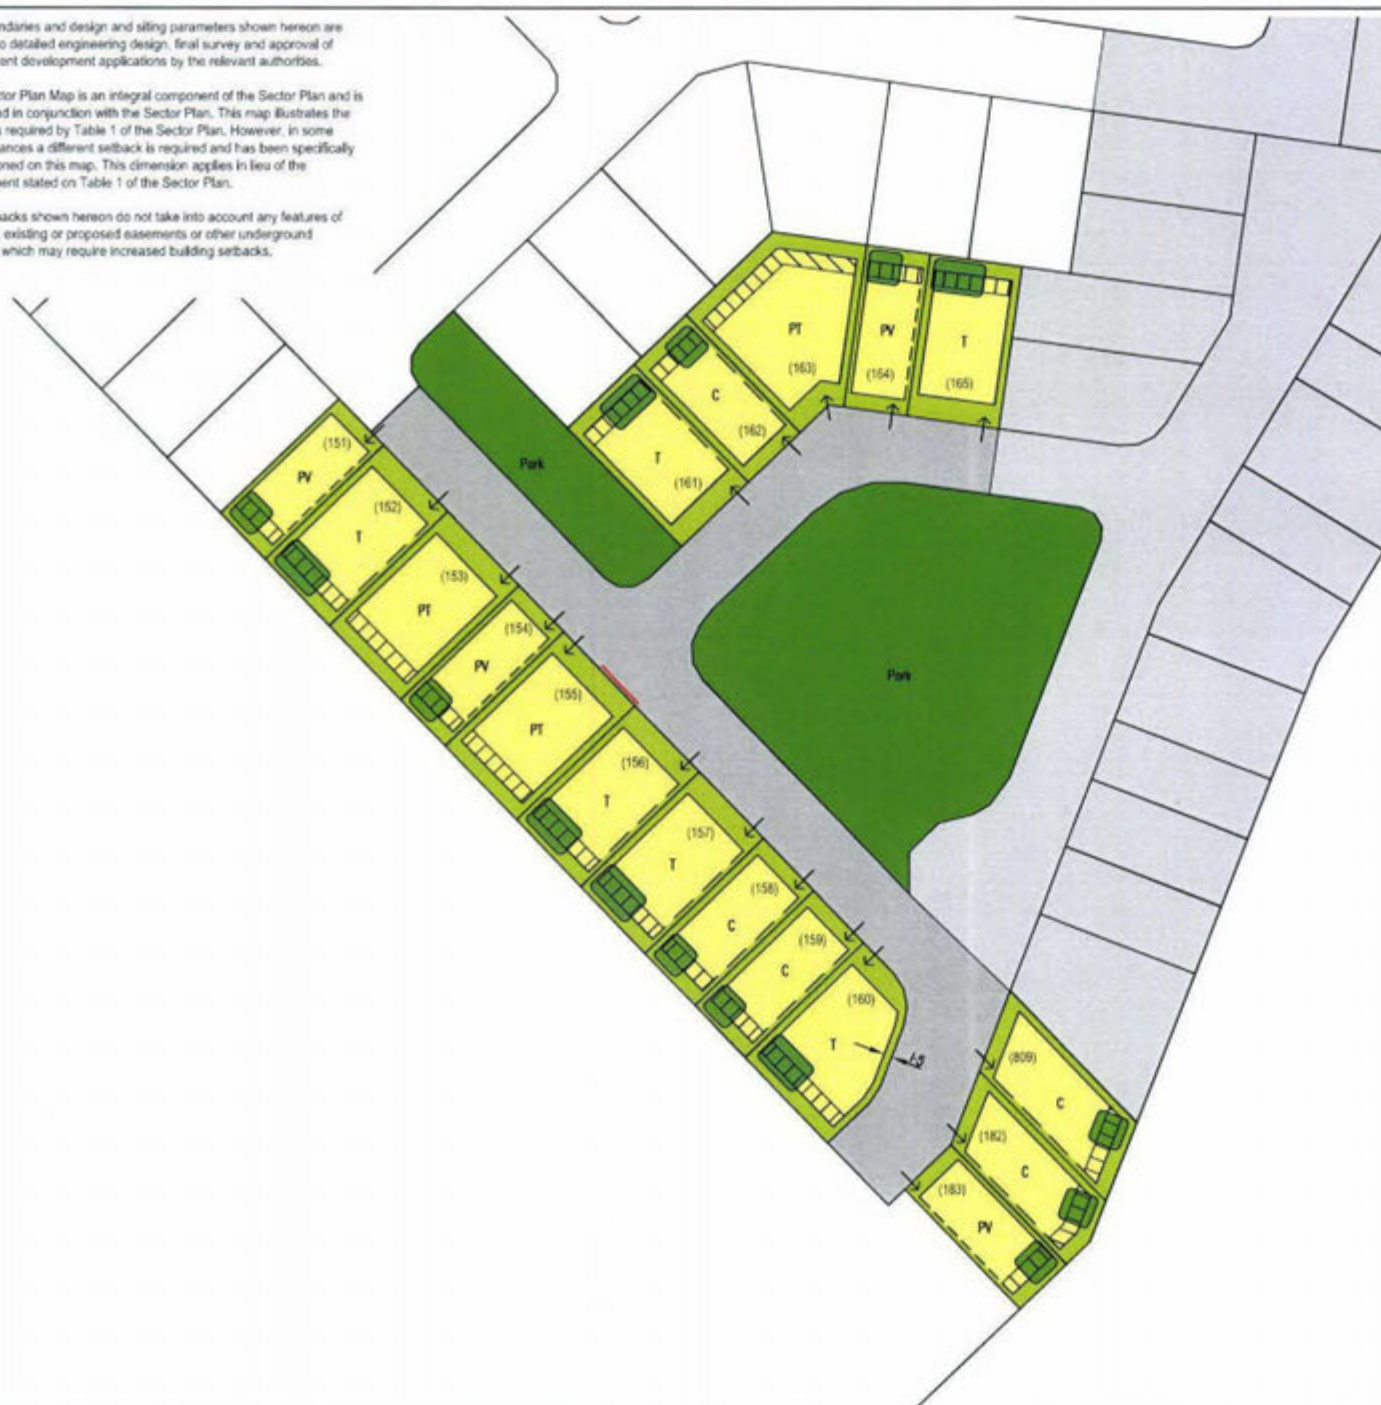 ndaries and design and siting parameters shown hereon are
o detailed engineering design, final survey and approval of
ent development applications by the relevant authorities.
tor Plan Map is an integral component of the Sector Plan and is
d in conjunction with the Sector Plan. This map illustrates the
s required by Table 1 of the Sector Plan. However, in some
ances a different setback is required and has been specifically
oned on this map. This dimension applies in lieu of the
ent stated on Table 1 of the Sector Plan.
acks shown hereon do not take into account any features of
existing or proposed easements or other underground
which may require increased building setbacks.
PT
(163)
PV
(164)
T
(165)
C
(162)
T
(161)
Park
(151)
PV
(152)
T
(153)
PT
(154)
PV
(155)
PT
Park
(156)
T
(157)
T
(158)
C
(159)
C
(160)
T
1·5
(809)
C
(182)
C
(183)
PV